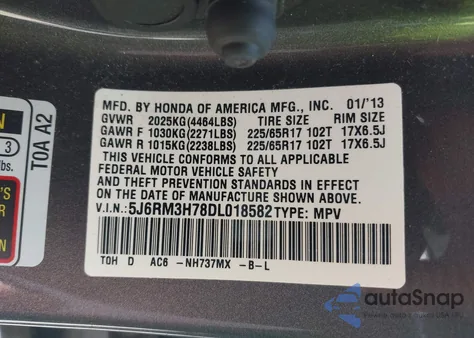 MFD. BY HONDA OF AMERICA MFG., INC. 01/'13
GVWR 2025KG(4464LBS) TIRE SIZE RIM SIZE
GAWR F 1030KG(2271LBS) 225/65R17 102T 17X6.5J
GAWR R 1015KG(2238LBS) 225/65R17 102T 17X6.5J
THIS VEHICLE CONFORMS TO ALL APPLICABLE
FEDERAL MOTOR VEHICLE SAFETY
AND THEFT PREVENTION STANDARDS IN EFFECT
ON THE DATE OF MANUFACTURE SHOWN ABOVE.
V.I.N.: 5J6RM3H78DL018582 TYPE: MPV
TOH D AC6 -NH737MX -B-L
TOA A2
3
lbs.
autoSnap